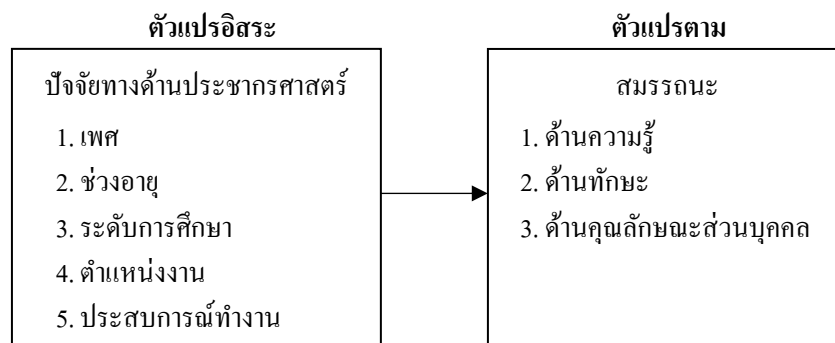 ตัวแปรอิสระ
ปัจจัยทางด้านประชากรศาสตร์
1. เพศ
2. ช่วงอายุ
3. ระดับการศึกษา
4. ตำแหน่งงาน
5. ประสบการณ์ทำงาน
ตัวแปรตาม
สมรรถนะ
1. ด้านความรู้
2. ด้านทักษะ
3. ด้านคุณลักษณะส่วนบุคคล